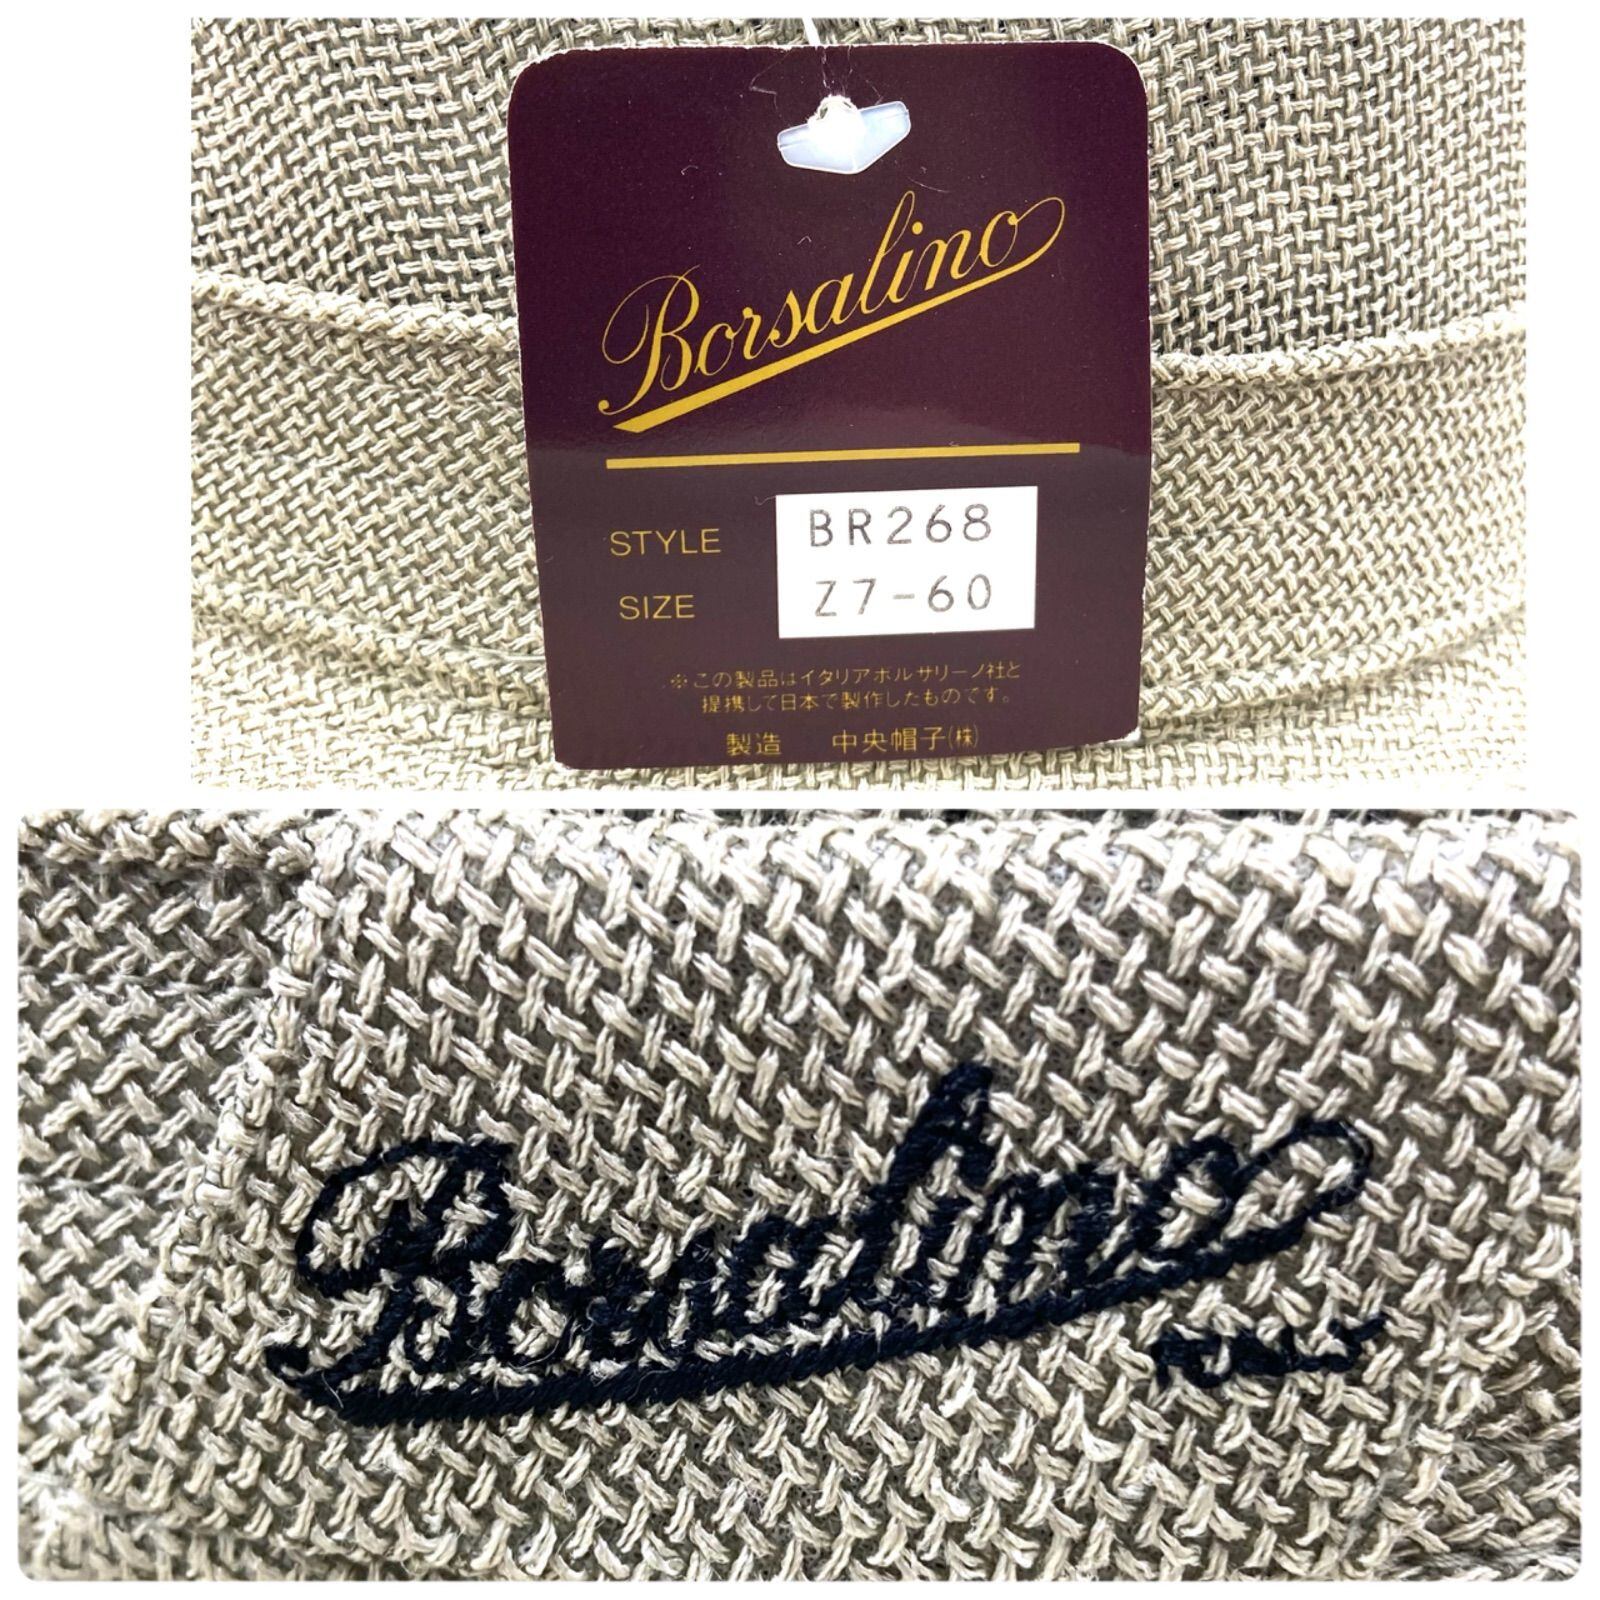 Borsalino
STYLE BR268
SIZE Z7-60
※この製品はイタリアボルサリーノ社と
提携して日本で製作したものです。
製造 中央帽子(株)
Borsalino